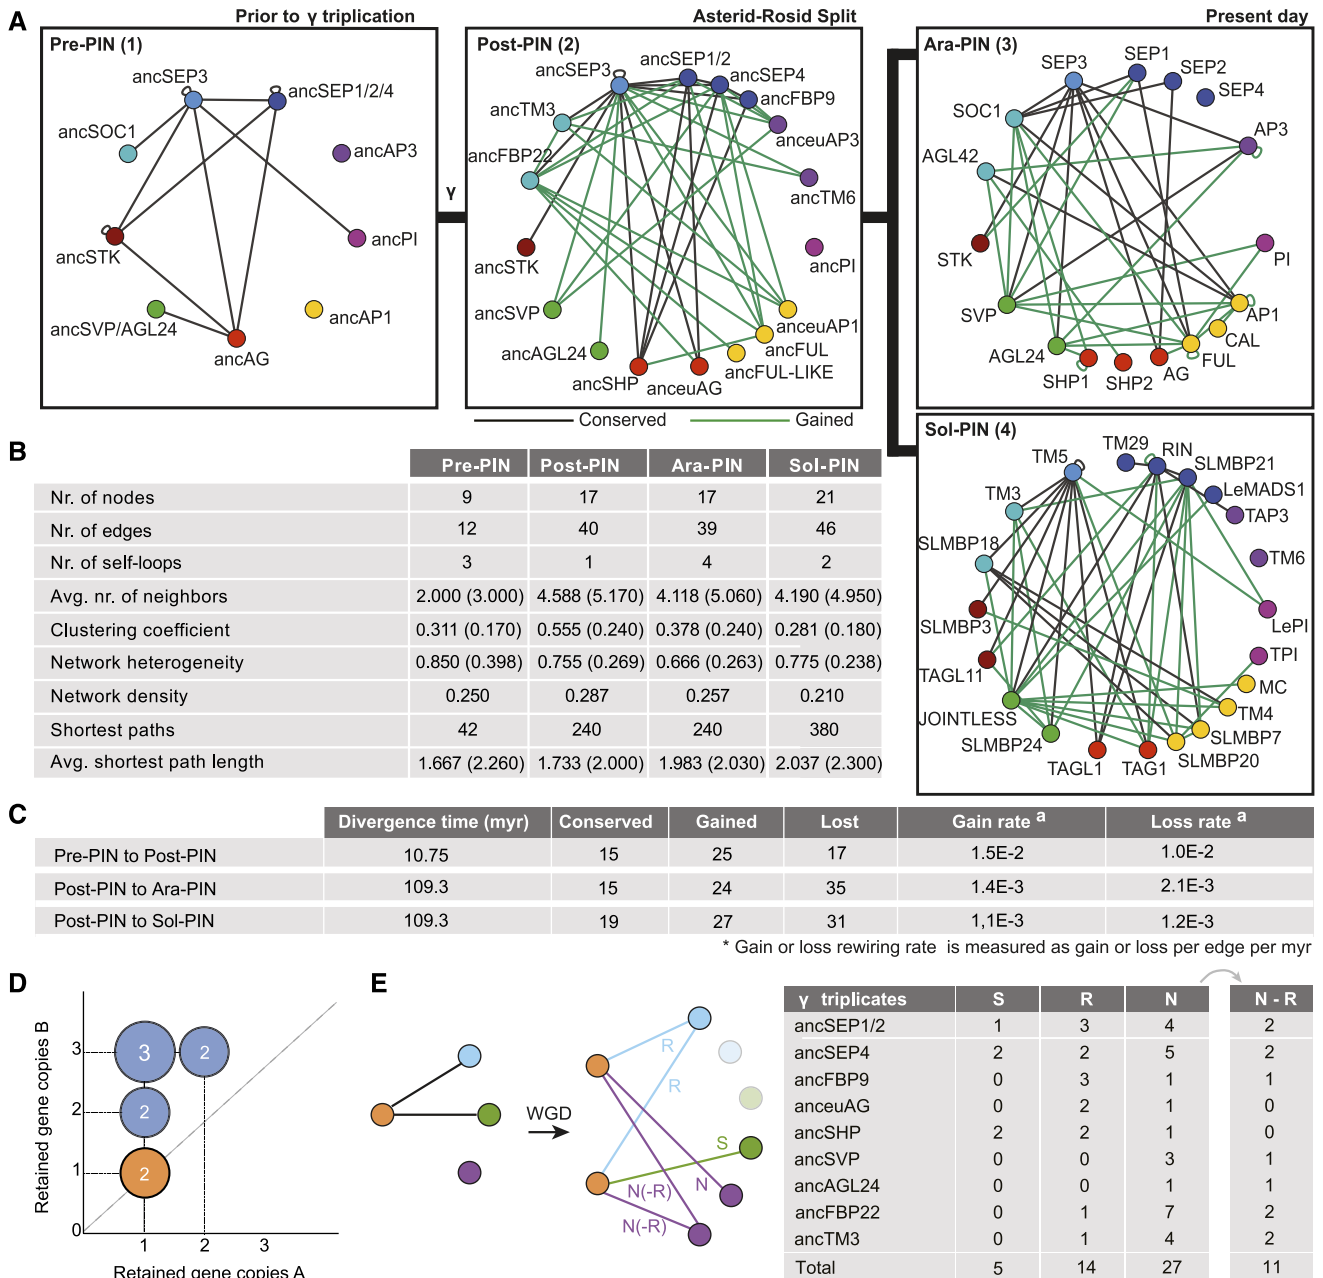 A
Prior to γ triplication
Asterid-Rosid Split
Present day
Pre-PIN (1)
ancSEP3
ancSEP1/2/4
ancSOC1
ancAP3
ancSTK
ancPI
ancSVP/AGL24
ancAP1
ancAG
γ
Post-PIN (2)
ancSEP3
ancSEP1/2
ancSEP4
ancTM3
ancFBP9
anceuAP3
ancFBP22
ancTM6
ancSTK
ancPI
ancSVP
anceuAP1
ancAGL24
ancFUL
ancSHP
anceuAG
ancFUL-LIKE
Conserved
Gained
Ara-PIN (3)
SEP3
SEP1
SEP2
SEP4
SOC1
AP3
AGL42
STK
PI
SVP
AP1
CAL
AGL24
FUL
SHP1
SHP2
AG
Sol-PIN (4)
TM5
TM29
RIN
SLMBP21
TM3
LeMADS1
TAP3
SLMBP18
TM6
SLMBP3
LePI
TAGL11
TPI
MC
JOINTLESS
TM4
SLMBP24
SLMBP7
SLMBP20
TAGL1
TAG1
B
Pre-PIN Post-PIN Ara-PIN Sol-PIN
Nr. of nodes 9 17 17 21
Nr. of edges 12 40 39 46
Nr. of self-loops 3 1 4 2
Avg. nr. of neighbors 2.000 (3.000) 4.588 (5.170) 4.118 (5.060) 4.190 (4.950)
Clustering coefficient 0.311 (0.170) 0.555 (0.240) 0.378 (0.240) 0.281 (0.180)
Network heterogeneity 0.850 (0.398) 0.755 (0.269) 0.666 (0.263) 0.775 (0.238)
Network density 0.250 0.287 0.257 0.210
Shortest paths 42 240 240 380
Avg. shortest path length 1.667 (2.260) 1.733 (2.000) 1.983 (2.030) 2.037 (2.300)
C
Divergence time (myr) Conserved Gained Lost Gain rate a Loss rate a
Pre-PIN to Post-PIN 10.75 15 25 17 1.5E-2 1.0E-2
Post-PIN to Ara-PIN 109.3 15 24 35 1.4E-3 2.1E-3
Post-PIN to Sol-PIN 109.3 19 27 31 1,1E-3 1.2E-3
* Gain or loss rewiring rate is measured as gain or loss per edge per myr
D
Retained gene copies B
3
2
1
0
3
2
2
2
1 2 3
Retained gene copies A
E
WGD
R
R
S
N
N(-R)
N(-R)
γ triplicates S R N N - R
ancSEP1/2 1 3 4 2
ancSEP4 2 2 5 2
ancFBP9 0 3 1 1
anceuAG 0 2 1 0
ancSHP 2 2 1 0
ancSVP 0 0 3 1
ancAGL24 0 0 1 1
ancFBP22 0 1 7 2
ancTM3 0 1 4 2
Total 5 14 27 11